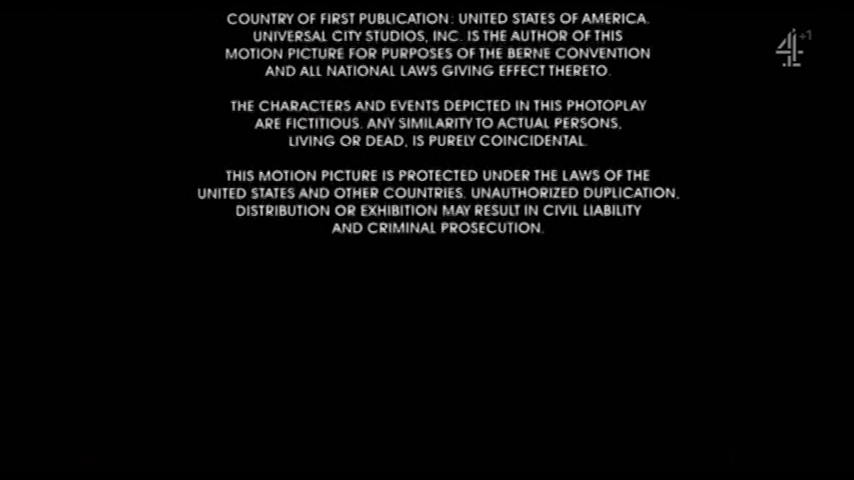 COUNTRY OF FIRST PUBLICATION: UNITED STATES OF AMERICA.
UNIVERSAL CITY STUDIOS, INC. IS THE AUTHOR OF THIS
MOTION PICTURE FOR PURPOSES OF THE BERNE CONVENTION
AND ALL NATIONAL LAWS GIVING EFFECT THERETO.
THE CHARACTERS AND EVENTS DEPICTED IN THIS PHOTOPLAY
ARE FICTITIOUS. ANY SIMILARITY TO ACTUAL PERSONS,
LIVING OR DEAD, IS PURELY COINCIDENTAL.
THIS MOTION PICTURE IS PROTECTED UNDER THE LAWS OF THE
UNITED STATES AND OTHER COUNTRIES. UNAUTHORIZED DUPLICATION,
DISTRIBUTION OR EXHIBITION MAY RESULT IN CIVIL LIABILITY
AND CRIMINAL PROSECUTION.
4+1